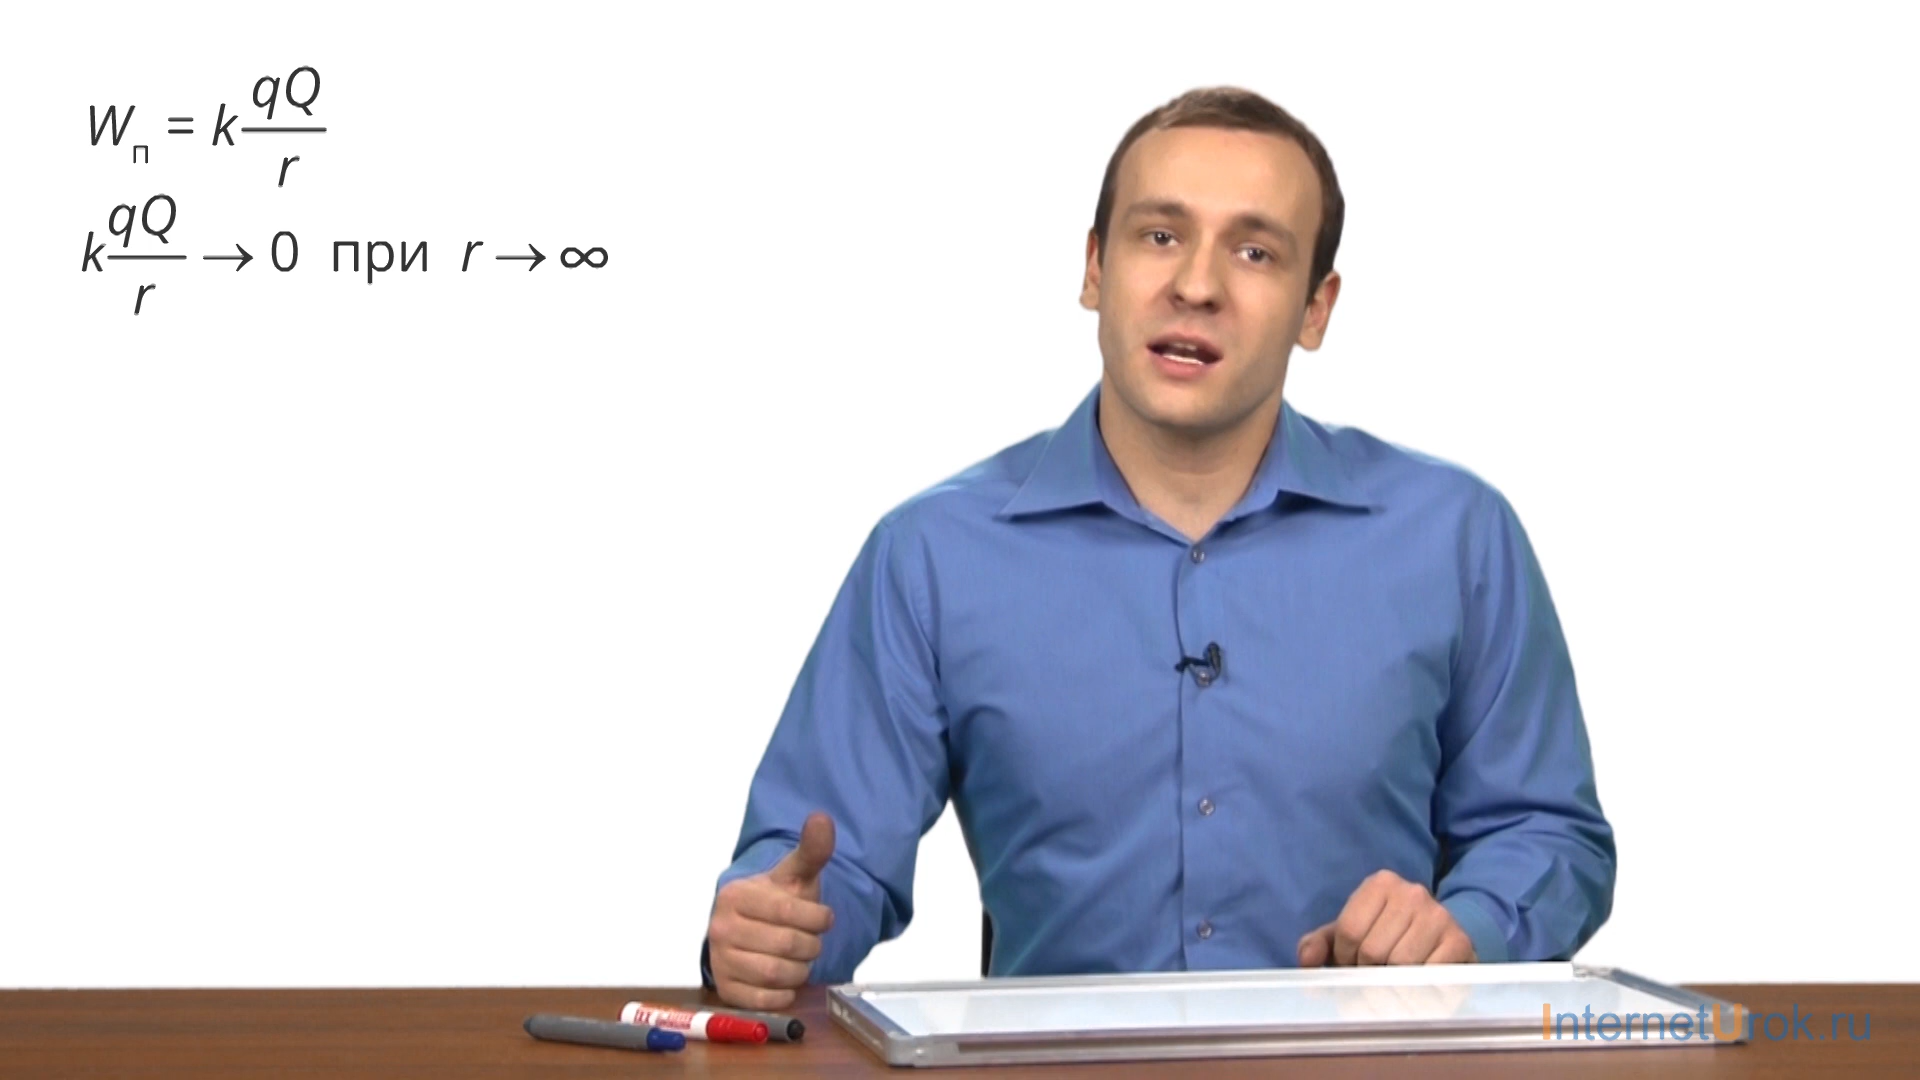 Wп = k qQ/r
k qQ/r → 0 при r → ∞
InternetUrok.ru